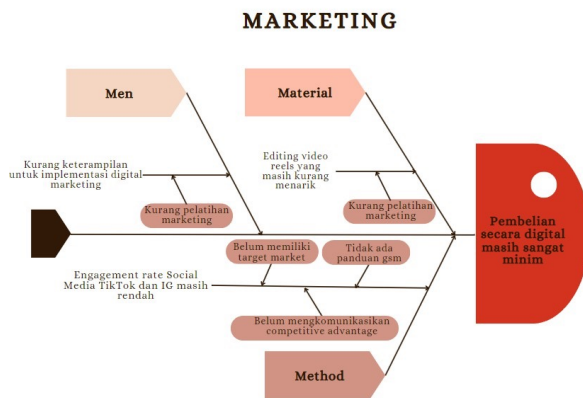 MARKETING
Men
Material
Kurang keterampilan
untuk implementasi digital
marketing
Editing video
reels yang
masih kurang
menarik
Kurang pelatihan
marketing
Kurang pelatihan
marketing
Pembelian
secara digital
masih sangat
minim
Belum memiliki
target market
Tidak ada
panduan gsm
Engagement rate Social
Media TikTok dan IG masih
rendah
Belum mengkomunikasikan
competitive advantage
Method